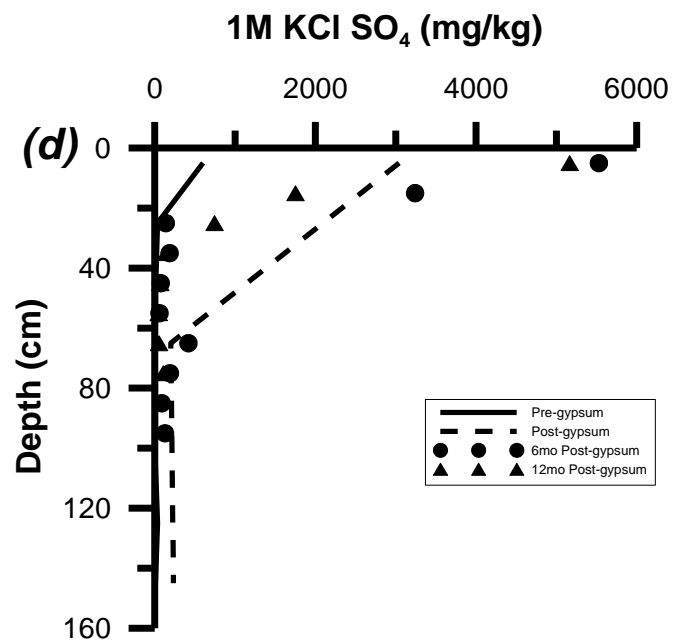 1M KCl SO₄ (mg/kg)
0 2000 4000 6000
(d)
0
40
80
120
160
Depth (cm)
Pre-gypsum
Post-gypsum
6mo Post-gypsum
12mo Post-gypsum